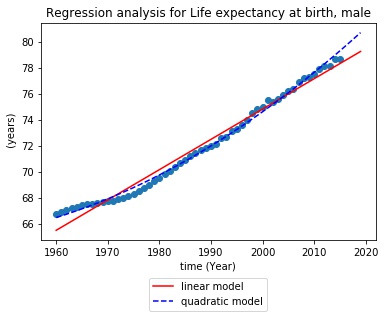 Regression analysis for Life expectancy at birth, male
80
78
76
74
72
70
68
66
(years)
1960 1970 1980 1990 2000 2010 2020
time (Year)
linear model
quadratic model